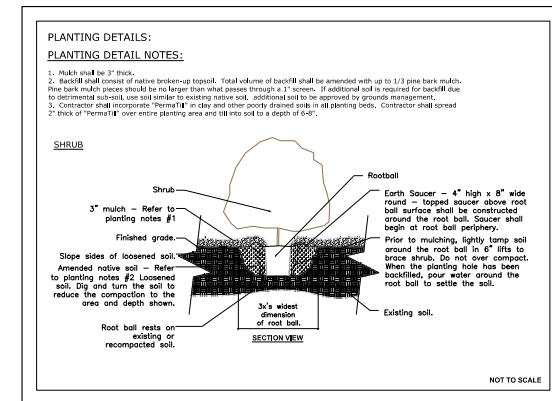 PLANTING DETAILS:
PLANTING DETAIL NOTES:
1. Mulch shall be 3" thick.
2. Backfill shall consist of native broken-up topsoil. Total volume of backfill shall be amended with up to 1/3 pine bark mulch.
Pine bark mulch pieces should be no larger than what passes through a 1" screen. If additional soil is required for backfill due
to detrimental sub-soil, use soil similar to existing native soil, additional soil to be approved by grounds management.
3. Contractor shall incorporate "PermaTill" in clay and other poorly drained soils in all planting beds. Contractor shall spread
2" thick of "PermaTill" over entire planting area and till into soil to a depth of 6-8".
SHRUB
Shrub
3" mulch – Refer to
planting notes #1
Finished grade.
Slope sides of loosened soil.
Amended native soil – Refer
to planting notes #2 Loosened
soil. Dig and turn the soil to
reduce the compaction to the
area and depth shown.
Root ball rests on
existing or
recompacted soil.
3x's widest
dimension
of root ball.
SECTION VIEW
Rootball
Earth Saucer – 4" high x 8" wide
round – topped saucer above root
ball surface shall be constructed
around the root ball. Saucer shall
begin at root ball periphery.
Prior to mulching, lightly tamp soil
around the root ball in 6" lifts to
brace shrub. Do not over compact.
When the planting hole has been
backfilled, pour water around the
root ball to settle the soil.
Existing soil.
NOT TO SCALE